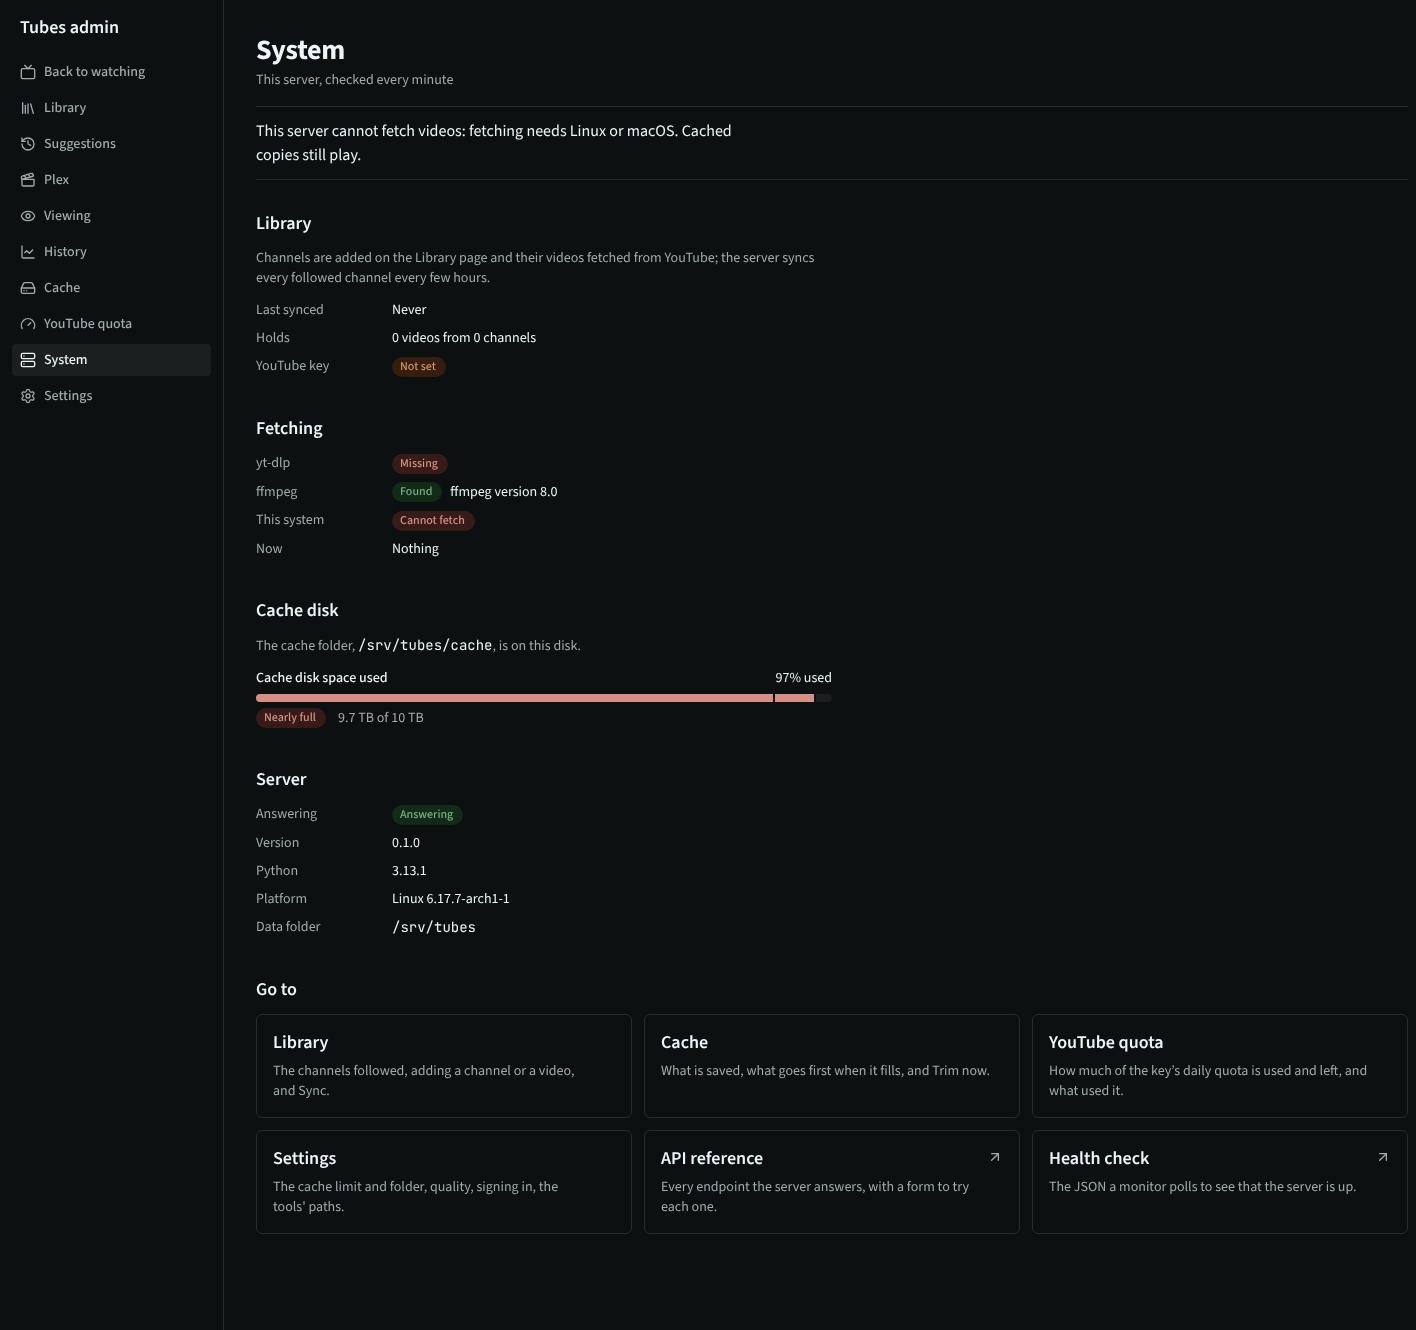 Tubes admin
Back to watching
Library
Suggestions
Plex
Viewing
History
Cache
YouTube quota
System
Settings
System
This server, checked every minute
This server cannot fetch videos: fetching needs Linux or macOS. Cached
copies still play.
Library
Channels are added on the Library page and their videos fetched from YouTube; the server syncs
every followed channel every few hours.
Last synced Never
Holds 0 videos from 0 channels
YouTube key Not set
Fetching
yt-dlp Missing
ffmpeg Found ffmpeg version 8.0
This system Cannot fetch
Now Nothing
Cache disk
The cache folder, /srv/tubes/cache, is on this disk.
Cache disk space used 97% used
Nearly full 9.7 TB of 10 TB
Server
Answering Answering
Version 0.1.0
Python 3.13.1
Platform Linux 6.17.7-arch1-1
Data folder /srv/tubes
Go to
Library
The channels followed, adding a channel or a video,
and Sync.
Cache
What is saved, what goes first when it fills, and Trim now.
YouTube quota
How much of the key’s daily quota is used and left, and
what used it.
Settings
The cache limit and folder, quality, signing in, the
tools' paths.
API reference
Every endpoint the server answers, with a form to try
each one.
Health check
The JSON a monitor polls to see that the server is up.